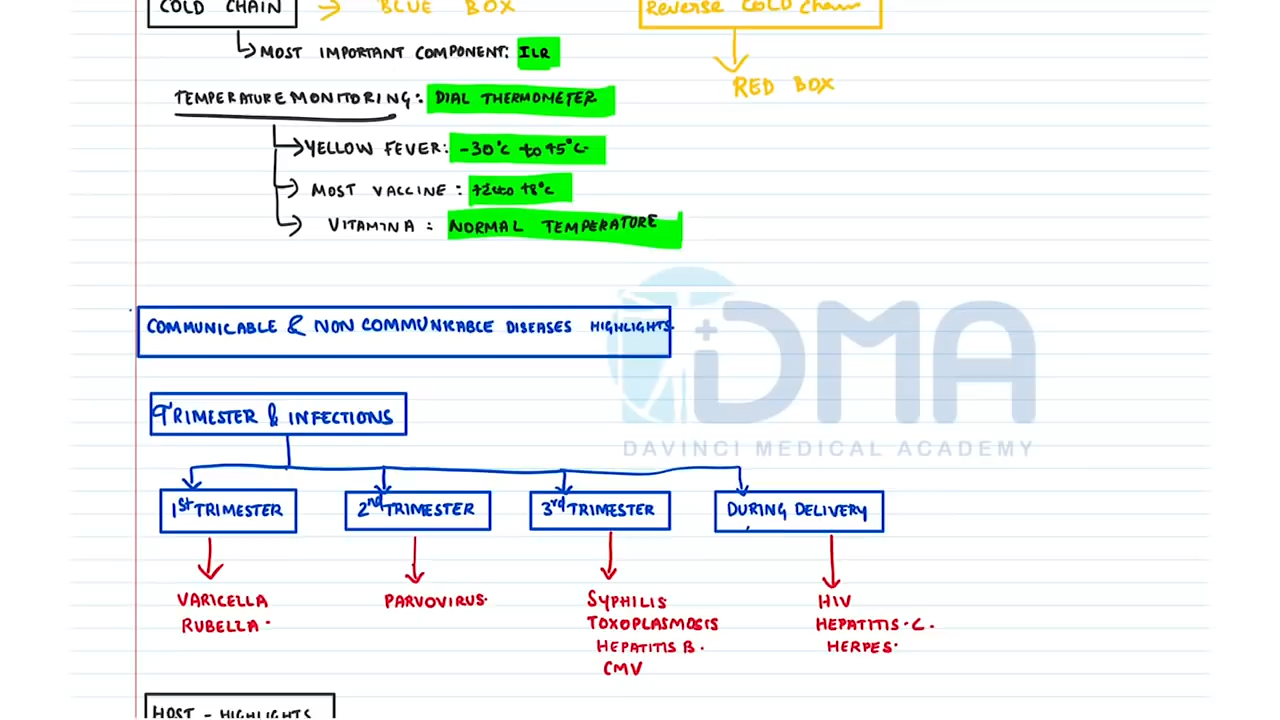 COLD CHAIN → BLUE BOX
Reverse COLD Chain
MOST IMPORTANT COMPONENT: ILR
RED BOX
TEMPERATURE MONITORING: DIAL THERMOMETER
YELLOW FEVER: -30°C to +5°C
MOST VACCINE: +2 to +8°C
VITAMIN A: NORMAL TEMPERATURE
COMMUNICABLE & NON COMMUNICABLE DISEASES HIGHLIGHTS
DMA
DAVINCI MEDICAL ACADEMY
TRIMESTER & INFECTIONS
1st TRIMESTER
2nd TRIMESTER
3rd TRIMESTER
DURING DELIVERY
VARICELLA
RUBELLA.
PARVOVIRUS.
SYPHILIS
TOXOPLASMOSIS
HEPATITIS B.
CMV
HIV
HEPATITIS. C.
HERPES.
HOST - HIGHLIGHTS